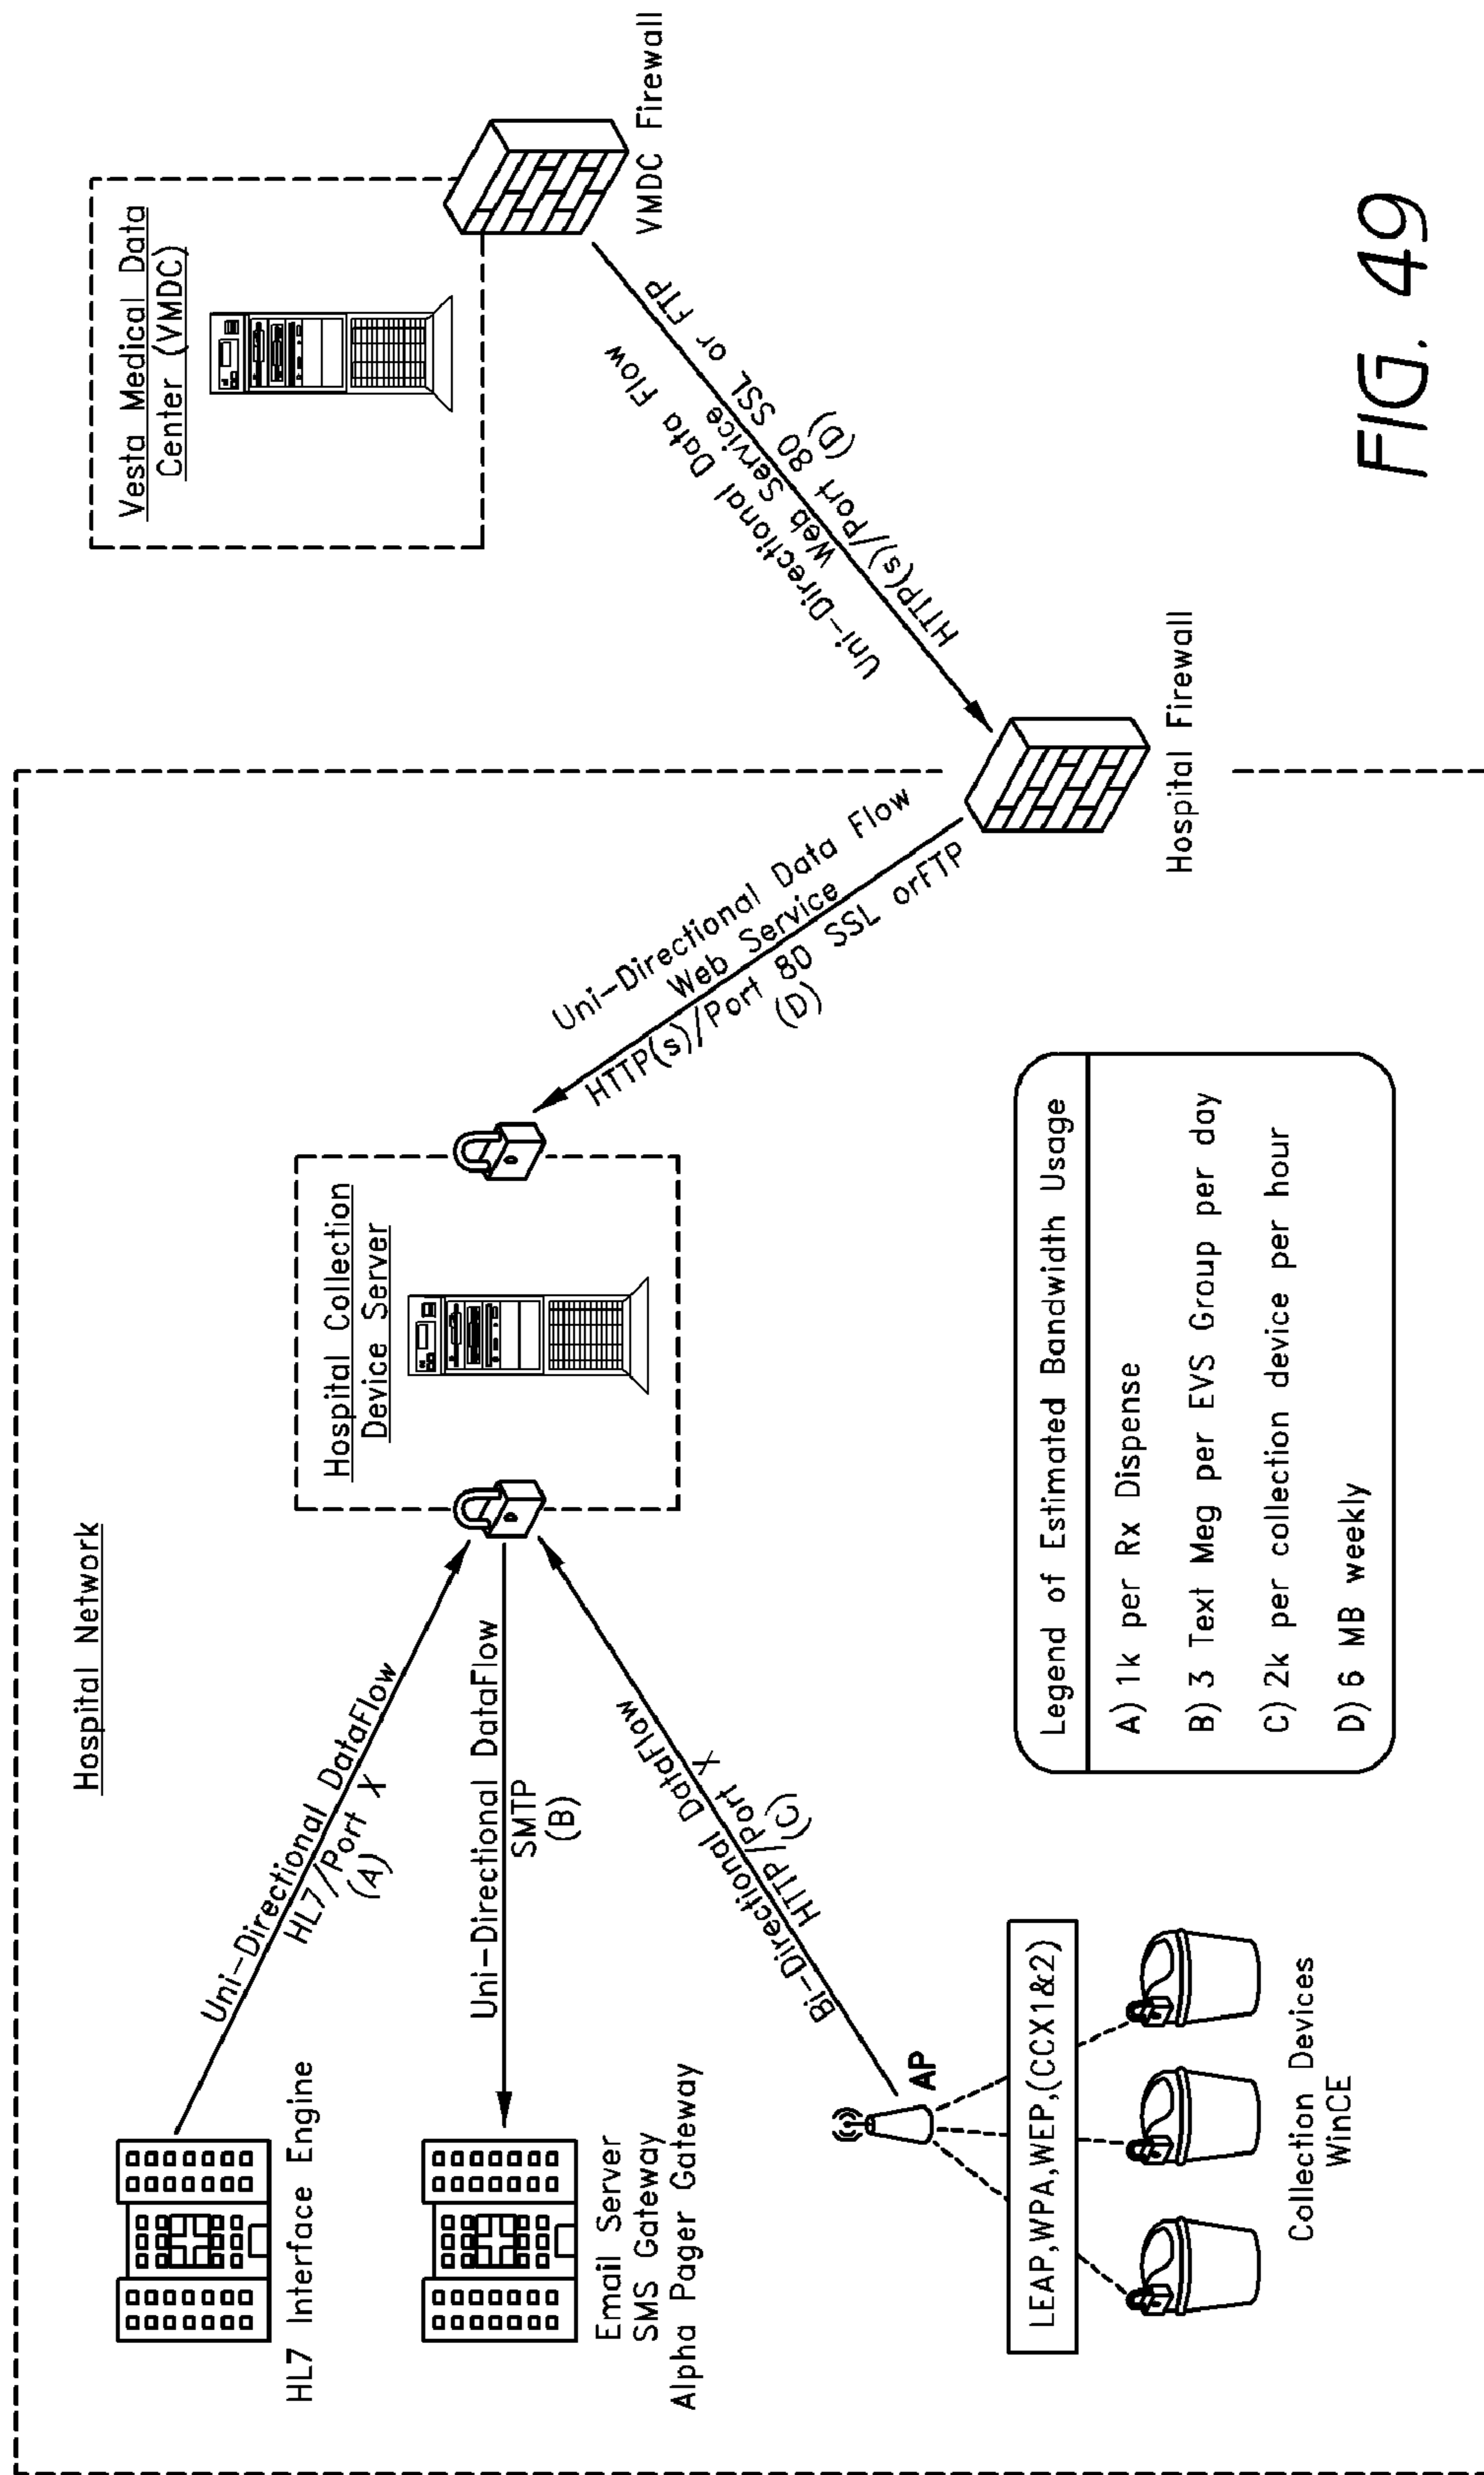 Hospital Network
HL7 Interface Engine
Uni-Directional DataFlow
HL7/Port X
(A)
Email Server
SMS Gateway
Alpha Pager Gateway
Uni-Directional DataFlow
SMTP
(B)
Bi-Directional DataFlow
HTTP/Port X
(C)
AP
LEAP,WPA,WEP,(CCX1&2)
Collection Devices
WinCE
Hospital Collection
Device Server
Uni-Directional Data Flow
Web Service
HTTP(s)/Port 80 SSL orFTP
(D)
Legend of Estimated Bandwidth Usage
A) 1k per Rx Dispense
B) 3 Text Meg per EVS Group per day
C) 2k per collection device per hour
D) 6 MB weekly
Hospital Firewall
Uni-Directional Data Flow
Web Service
HTTP(s)/Port 80 SSL or FTP
(D)
Vesta Medical Data
Center (VMDC)
VMDC Firewall
FIG. 49